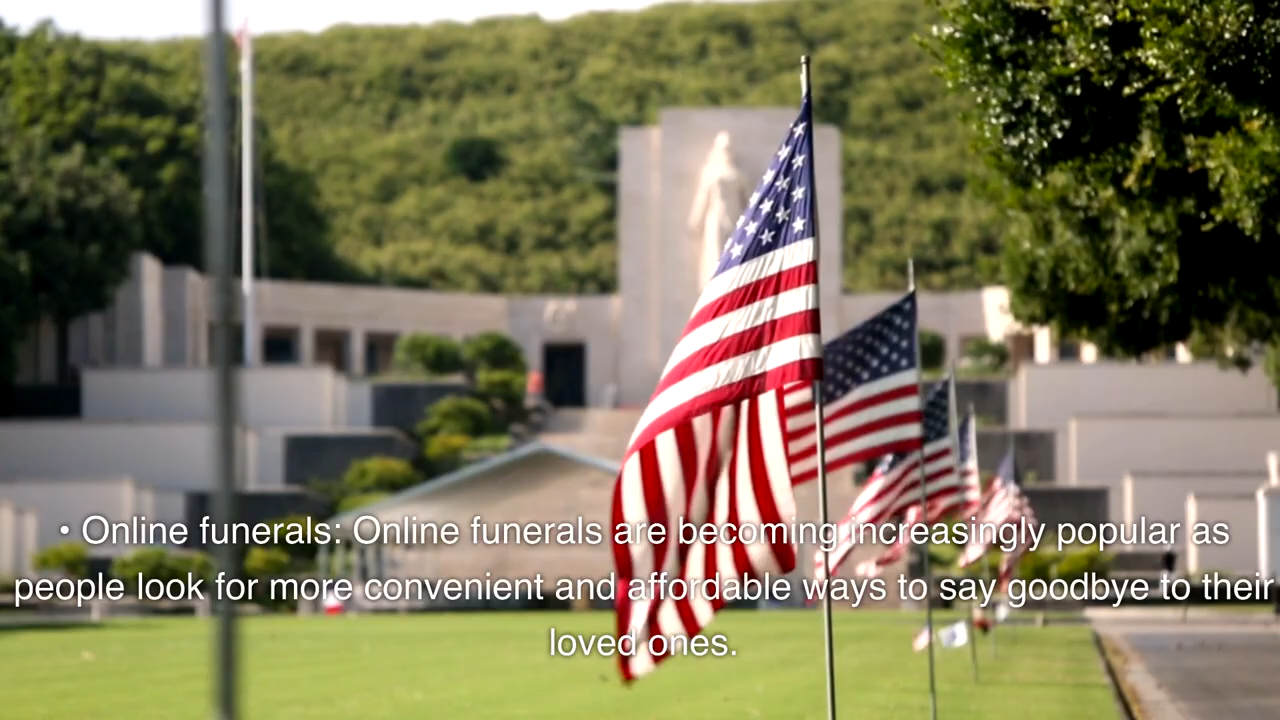 • Online funerals: Online funerals are becoming increasingly popular as
people look for more convenient and affordable ways to say goodbye to their
loved ones.